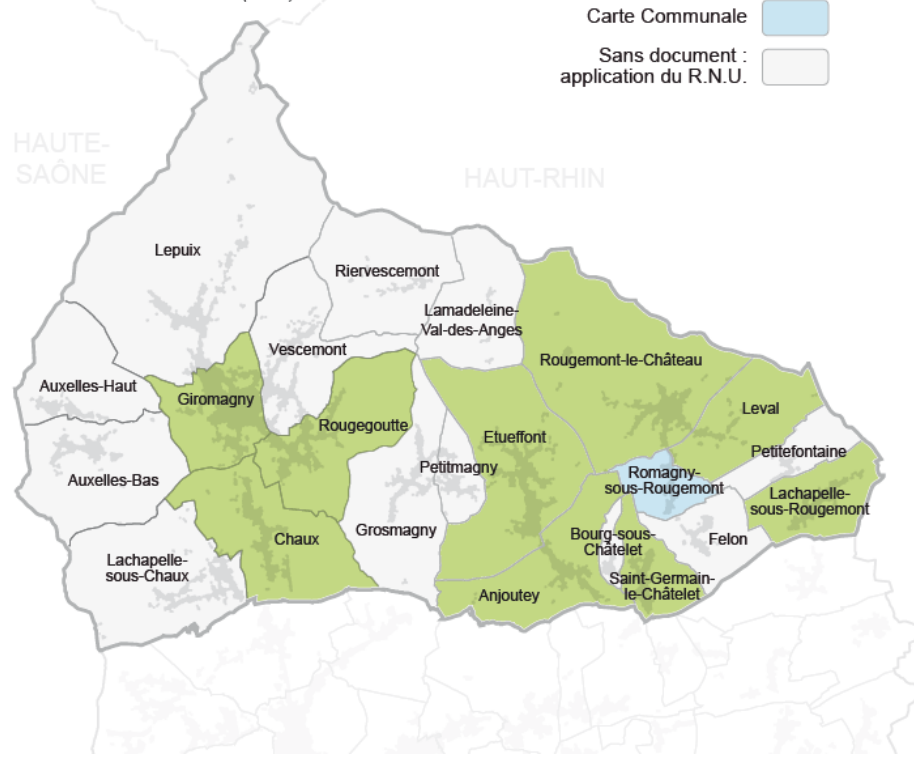 Carte Communale
Sans document :
application du R.N.U.
HAUTE-
SAÔNE
HAUT-RHIN
Lepuix
Riervescemont
Lamadeleine-
Val-des-Anges
Vescemont
Rougemont-le-Château
Auxelles-Haut
Giromagny
Leval
Rougegoutte
Etueffont
Petitefontaine
Auxelles-Bas
Petitmagny
Romagny-
sous-Rougemont
Lachapelle-
sous-Rougemont
Grosmagny
Chaux
Bourg-sous-
Châtelet
Felon
Lachapelle-
sous-Chaux
Saint-Germain-
le-Châtelet
Anjoutey